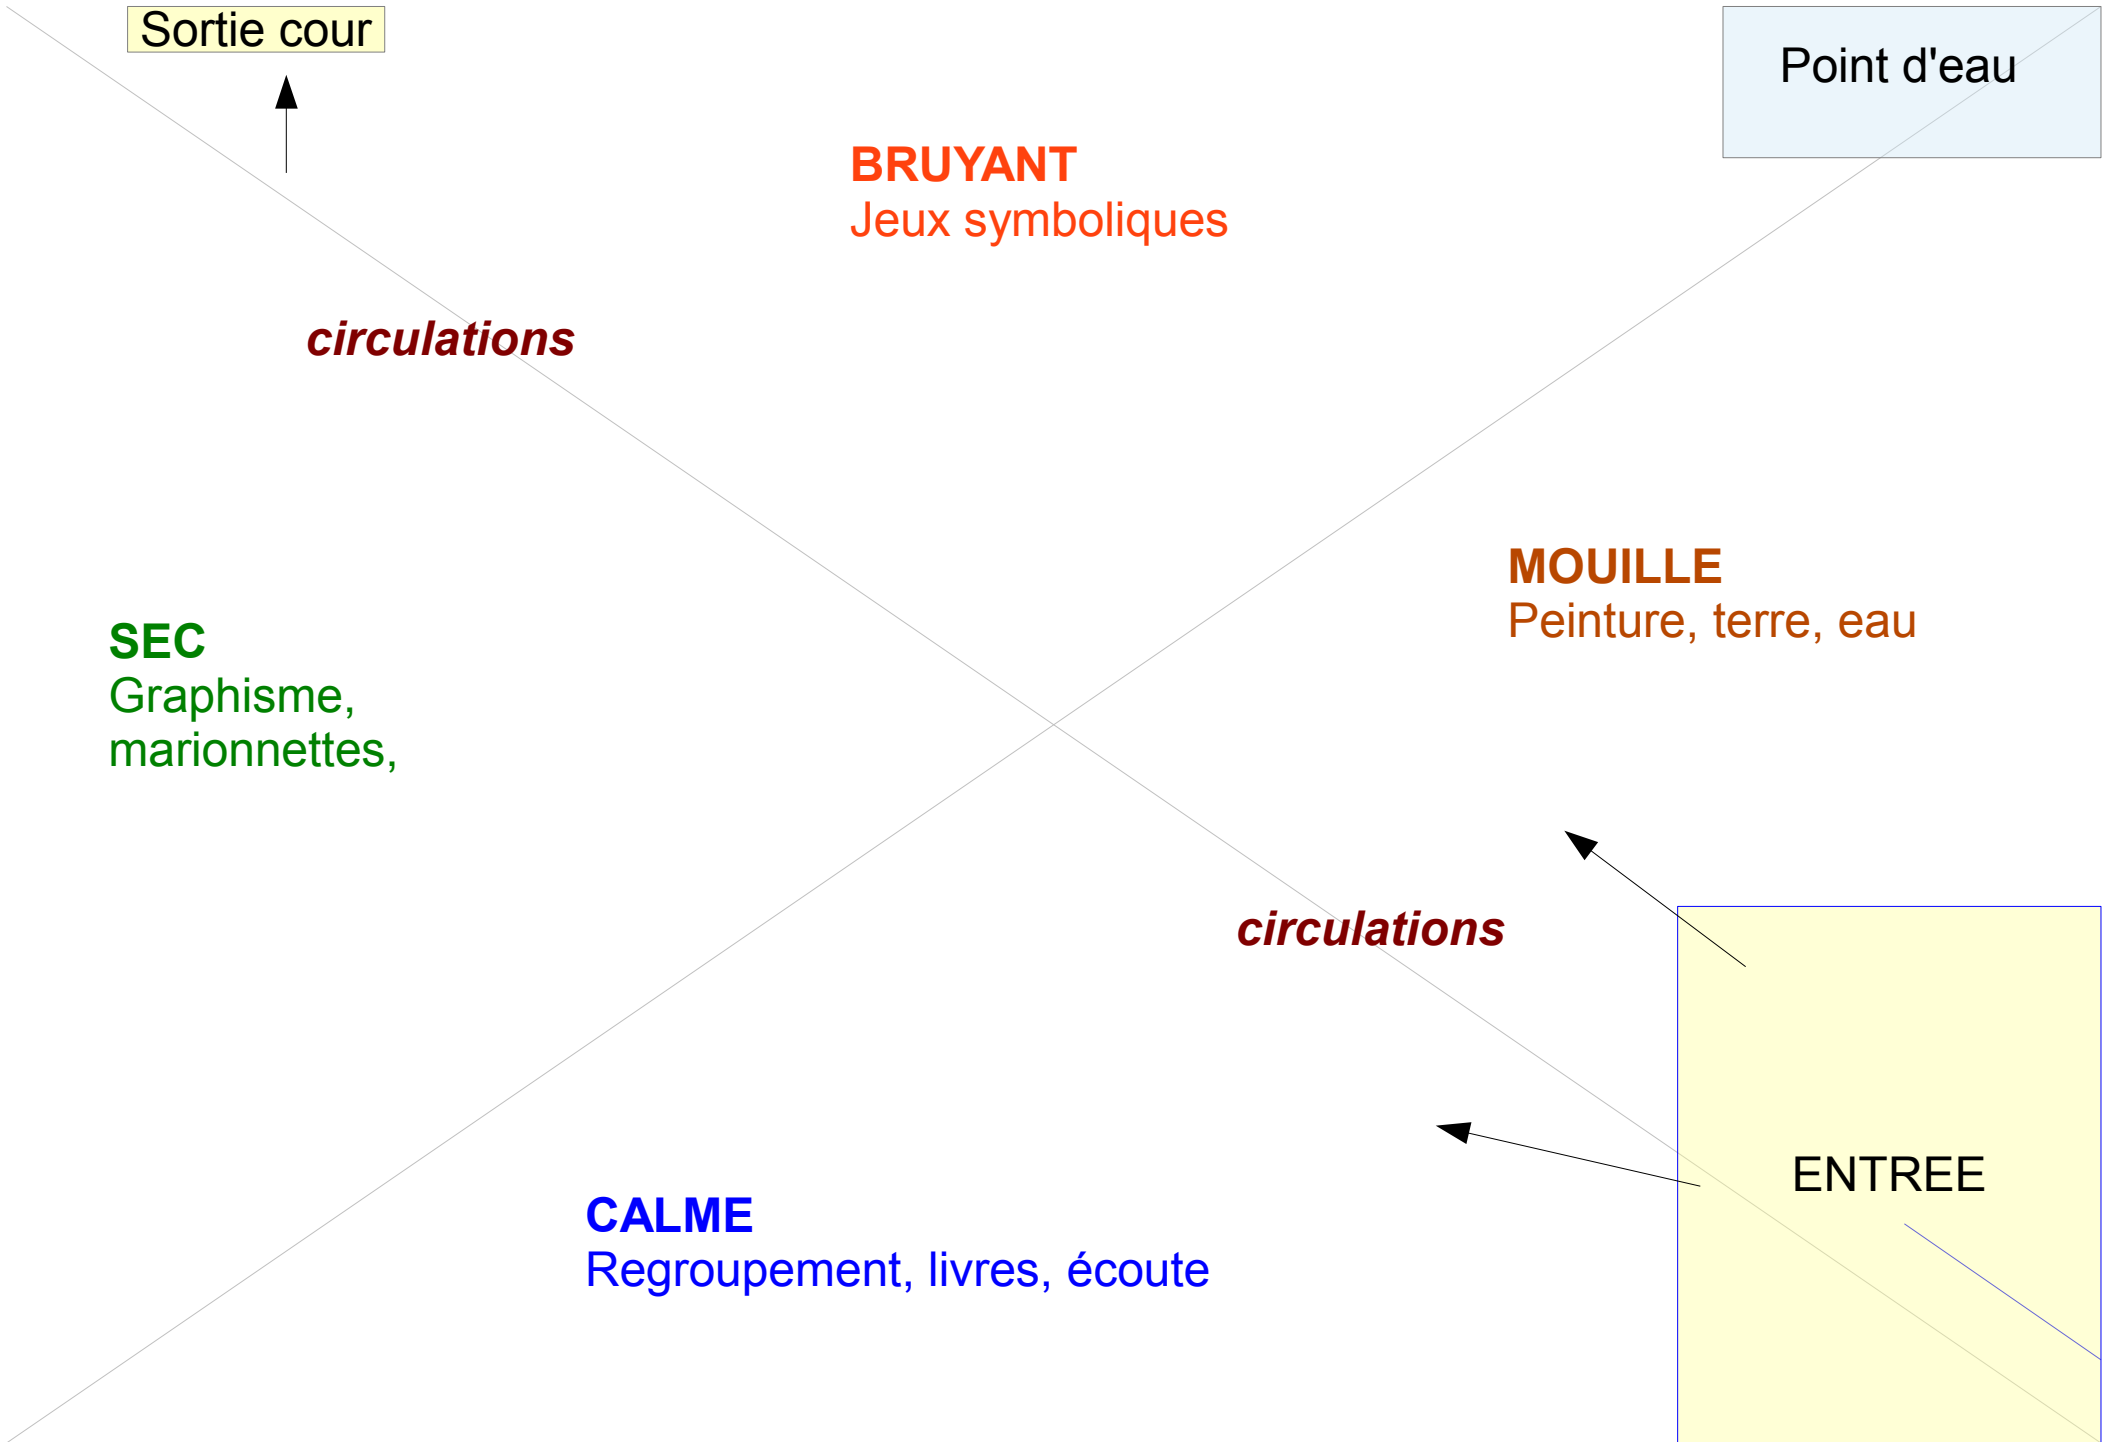 Sortie cour
Point d'eau
BRUYANT
Jeux symboliques
circulations
MOUILLE
Peinture, terre, eau
SEC
Graphisme,
marionnettes,
circulations
ENTREE
CALME
Regroupement, livres, écoute